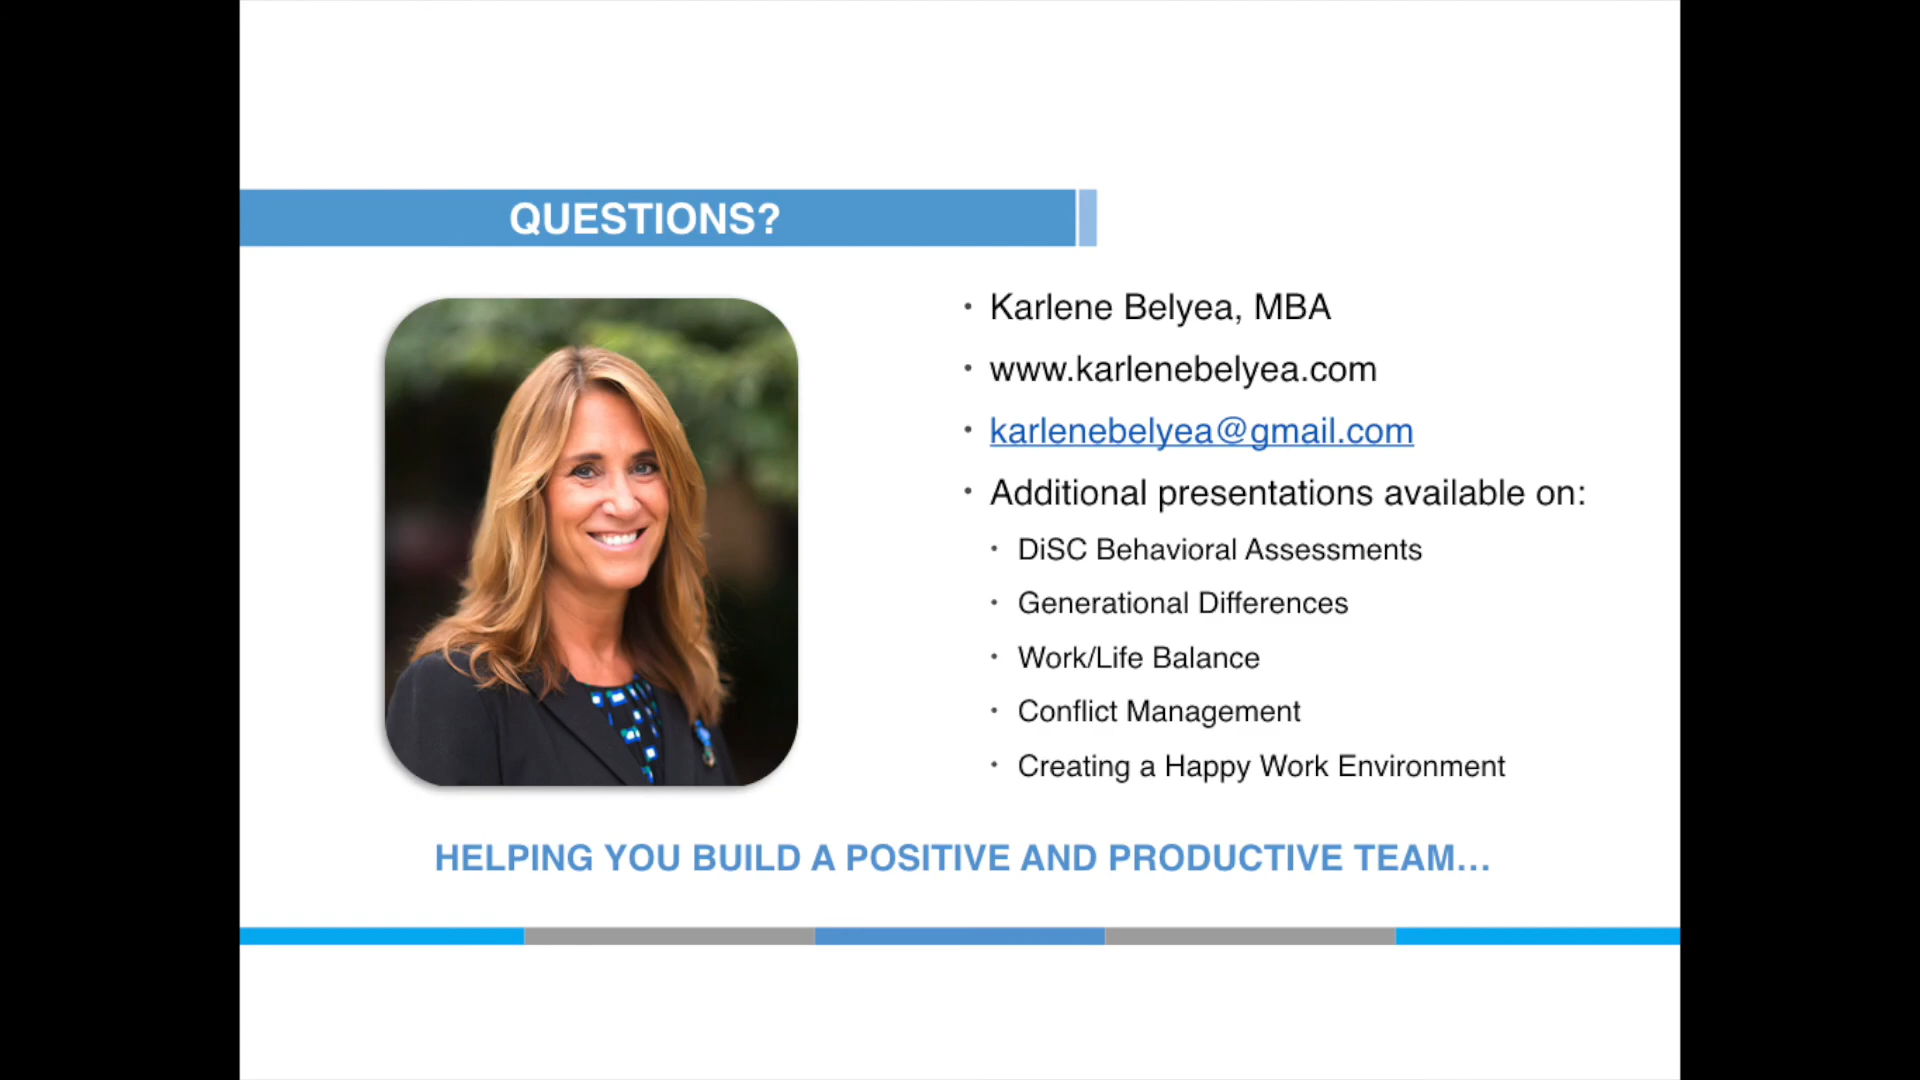 QUESTIONS?
• Karlene Belyea, MBA
• www.karlenebelyea.com
• karlenebelyea@gmail.com
• Additional presentations available on:
• DiSC Behavioral Assessments
• Generational Differences
• Work/Life Balance
• Conflict Management
• Creating a Happy Work Environment
HELPING YOU BUILD A POSITIVE AND PRODUCTIVE TEAM…